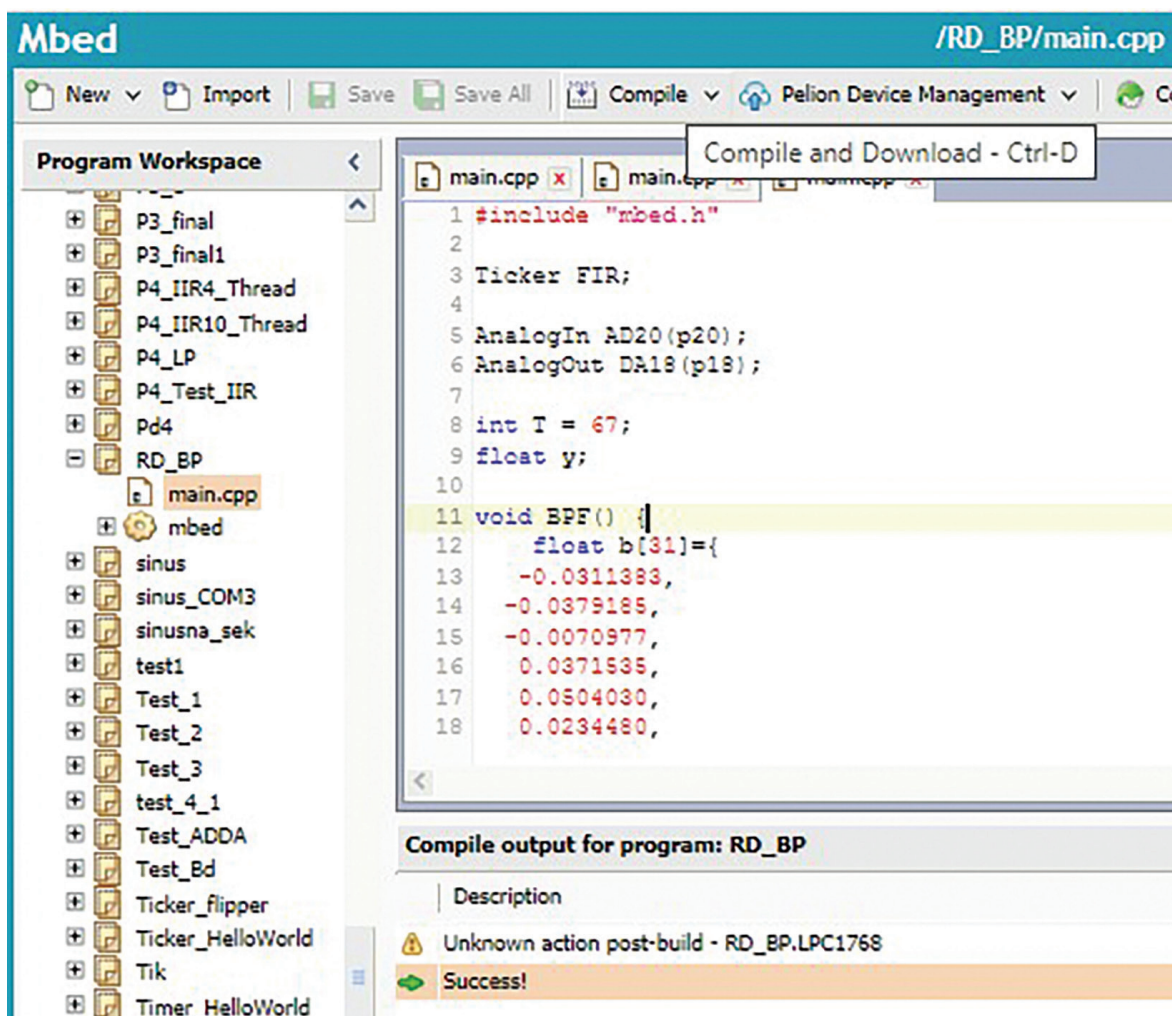 Mbed
/RD_BP/main.cpp
New Import Save Save All Compile Pelion Device Management
Compile and Download - Ctrl-D
Program Workspace
P3_final
P3_final1
P4_IIR4_Thread
P4_IIR10_Thread
P4_LP
P4_Test_IIR
Pd4
RD_BP
main.cpp
mbed
sinus
sinus_COM3
sinusna_sek
test1
Test_1
Test_2
Test_3
test_4_1
Test_ADDA
Test_Bd
Ticker_flipper
Ticker_HelloWorld
Tik
Timer_HelloWorld
main.cpp main.cpp main.cpp
1 #include "mbed.h"
2
3 Ticker FIR;
4
5 AnalogIn AD20(p20);
6 AnalogOut DA18(p18);
7
8 int T = 67;
9 float y;
10
11 void BPF() {
12 float b[31]={
13 -0.0311383,
14 -0.0379185,
15 -0.0070977,
16 0.0371535,
17 0.0504030,
18 0.0234480,
Compile output for program: RD_BP
Description
Unknown action post-build - RD_BP.LPC1768
Success!